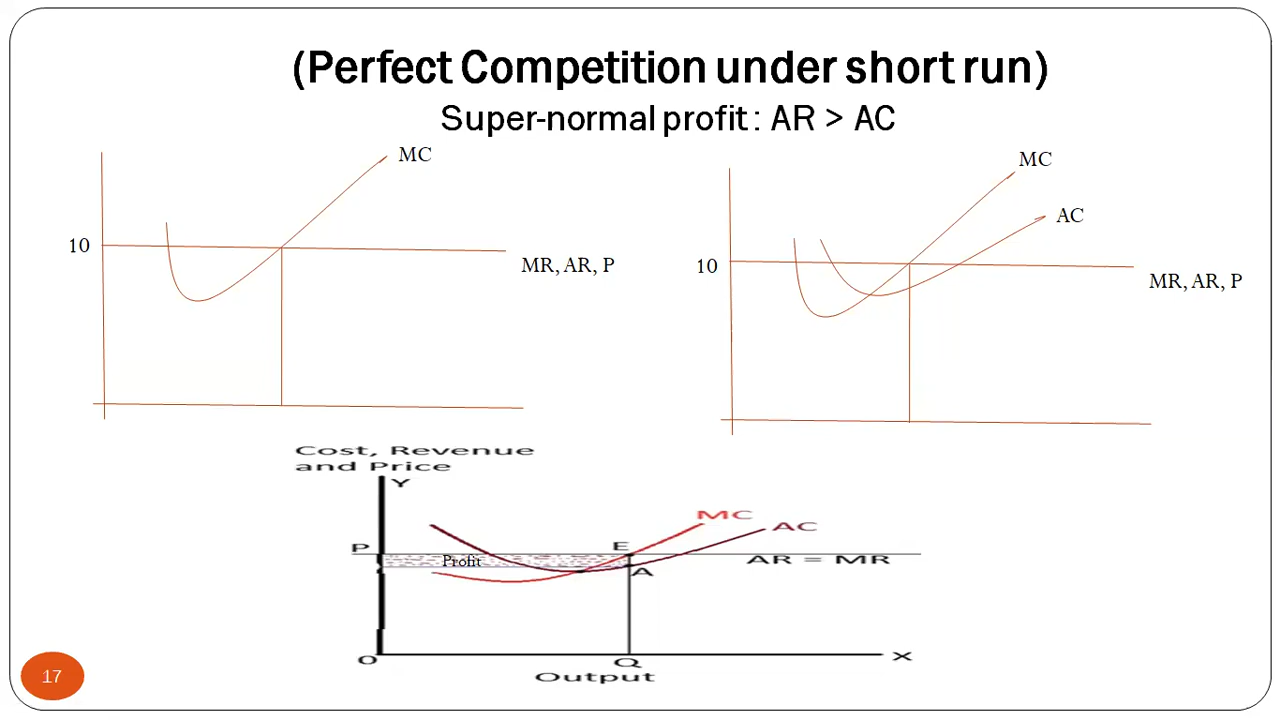 (Perfect Competition under short run)
Super-normal profit : AR > AC
MC
10
MR, AR, P
MC
AC
10
MR, AR, P
Cost, Revenue
and Price
Y
MC
AC
P
E
Profit
AR = MR
A
O
Q
X
Output
17